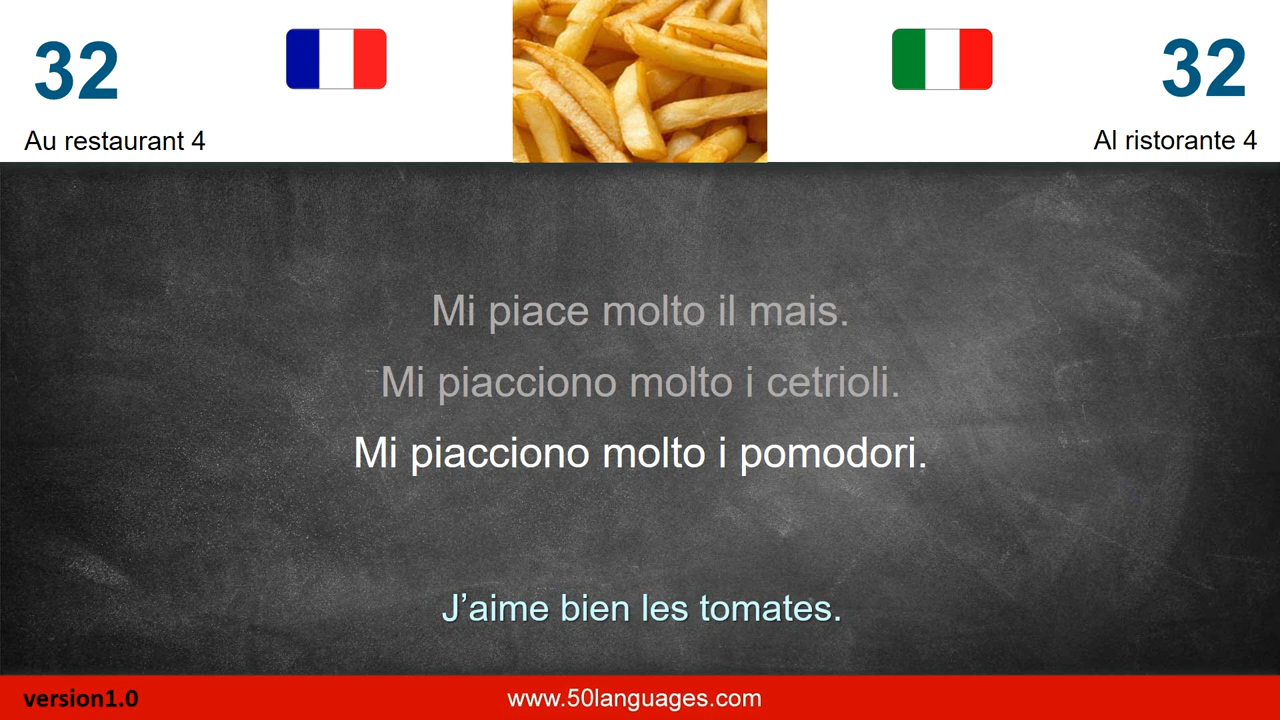 32
32
Au restaurant 4
Al ristorante 4
Mi piace molto il mais.
Mi piacciono molto i cetrioli.
Mi piacciono molto i pomodori.
J’aime bien les tomates.
version1.0
www.50languages.com